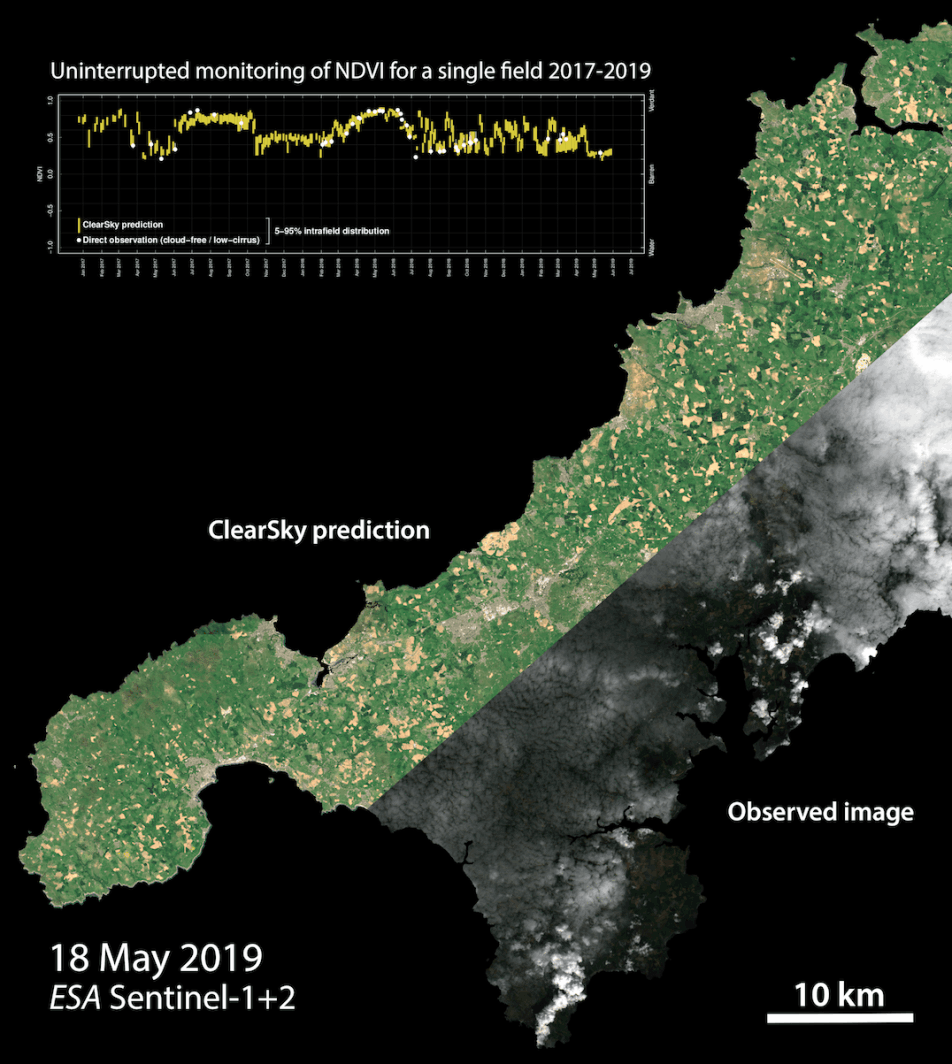 Uninterrupted monitoring of NDVI for a single field 2017-2019
1.0
0.5
0.0
−0.5
−1.0
NDVI
Verdant
Barren
Water
ClearSky prediction
Direct observation (cloud−free / low−cirrus)
5−95% intrafield distribution
Jan 2017
Feb 2017
Mar 2017
Apr 2017
May 2017
Jun 2017
Jul 2017
Aug 2017
Sep 2017
Oct 2017
Nov 2017
Dec 2017
Jan 2018
Feb 2018
Mar 2018
Apr 2018
May 2018
Jun 2018
Jul 2018
Aug 2018
Sep 2018
Oct 2018
Nov 2018
Dec 2018
Jan 2019
Feb 2019
Mar 2019
Apr 2019
May 2019
Jun 2019
Jul 2019
ClearSky prediction
Observed image
18 May 2019
ESA Sentinel-1+2
10 km